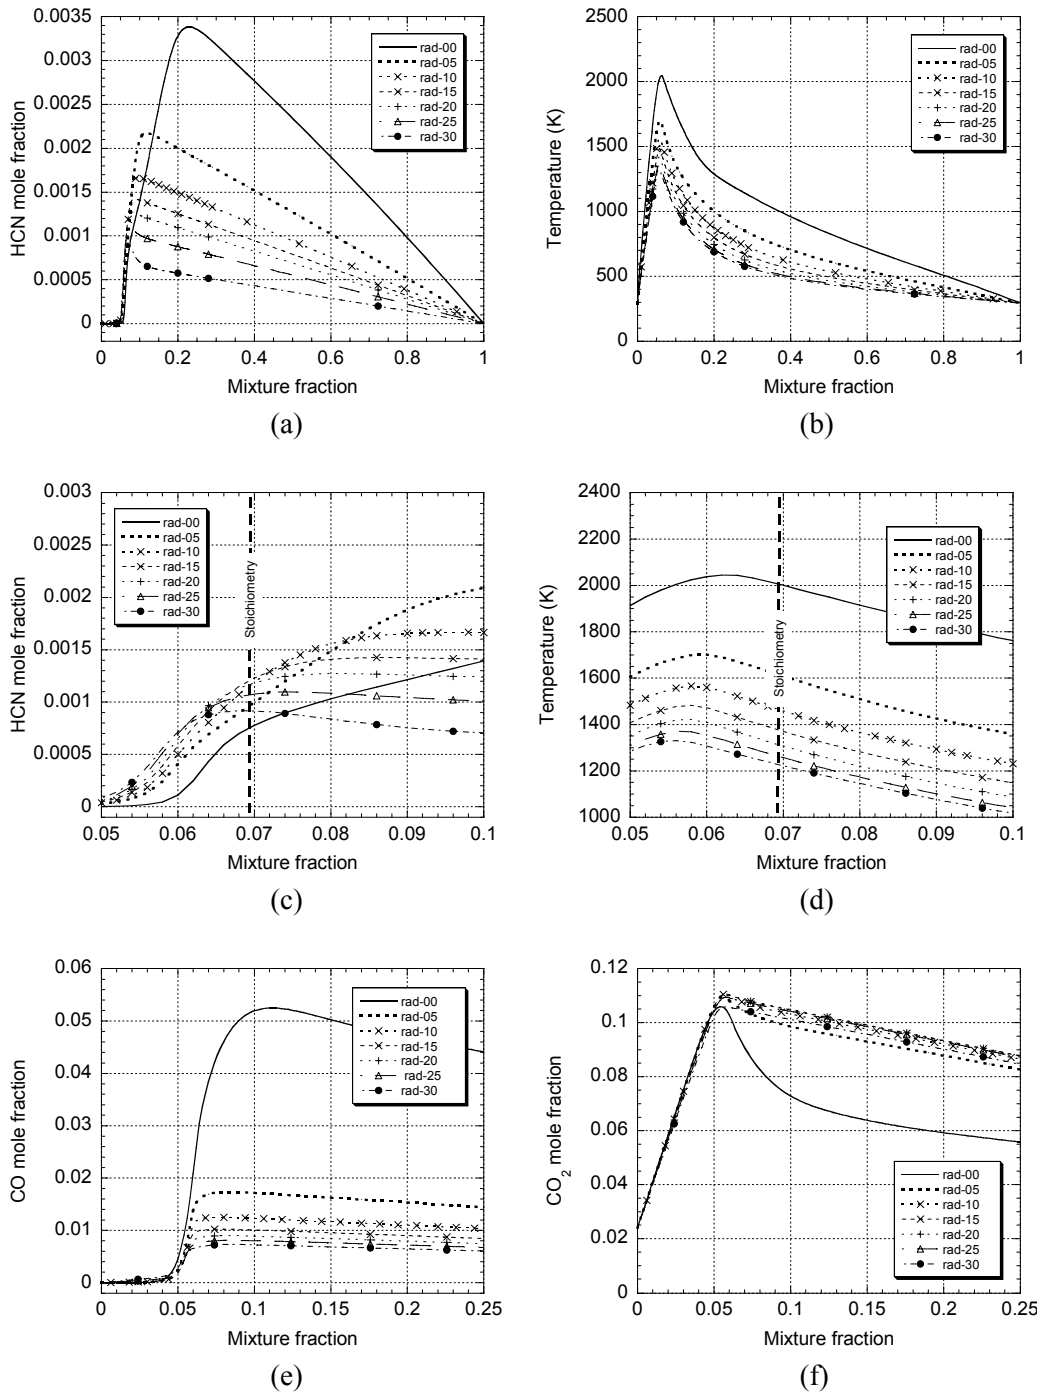 0.0035
0.003
0.0025
0.002
0.0015
0.001
0.0005
0
HCN mole fraction
rad-00
rad-05
rad-10
rad-15
rad-20
rad-25
rad-30
0 0.2 0.4 0.6 0.8 1
Mixture fraction
(a)
2500
2000
1500
1000
500
0
Temperature (K)
rad-00
rad-05
rad-10
rad-15
rad-20
rad-25
rad-30
0 0.2 0.4 0.6 0.8 1
Mixture fraction
(b)
0.003
0.0025
0.002
0.0015
0.001
0.0005
0
HCN mole fraction
rad-00
rad-05
rad-10
rad-15
rad-20
rad-25
rad-30
Stoichiometry
0.05 0.06 0.07 0.08 0.09 0.1
Mixture fraction
(c)
2400
2200
2000
1800
1600
1400
1200
1000
Temperature (K)
rad-00
rad-05
rad-10
rad-15
rad-20
rad-25
rad-30
Stoichiometry
0.05 0.06 0.07 0.08 0.09 0.1
Mixture fraction
(d)
0.06
0.05
0.04
0.03
0.02
0.01
0
CO mole fraction
rad-00
rad-05
rad-10
rad-15
rad-20
rad-25
rad-30
0 0.05 0.1 0.15 0.2 0.25
Mixture fraction
(e)
0.12
0.1
0.08
0.06
0.04
0.02
0
CO2 mole fraction
rad-00
rad-05
rad-10
rad-15
rad-20
rad-25
rad-30
0 0.05 0.1 0.15 0.2 0.25
Mixture fraction
(f)